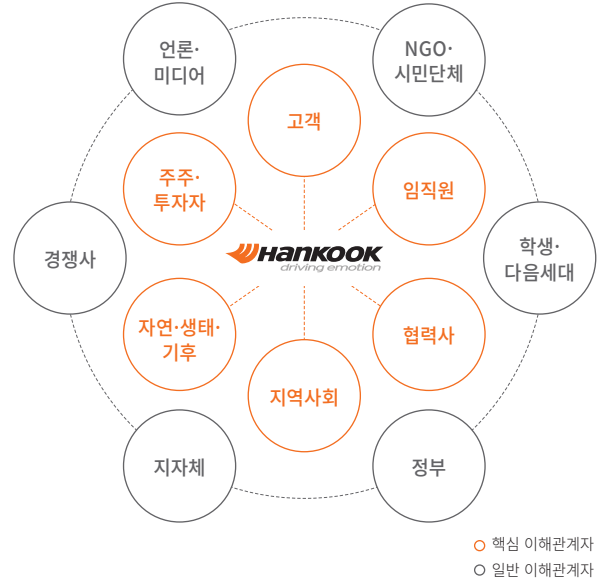 언론·
미디어
NGO·
시민단체
고객
주주·
투자자
임직원
경쟁사
HANKOOK
driving emotion
학생·
다음세대
자연·생태·
기후
협력사
지역사회
지자체
정부
핵심 이해관계자
일반 이해관계자